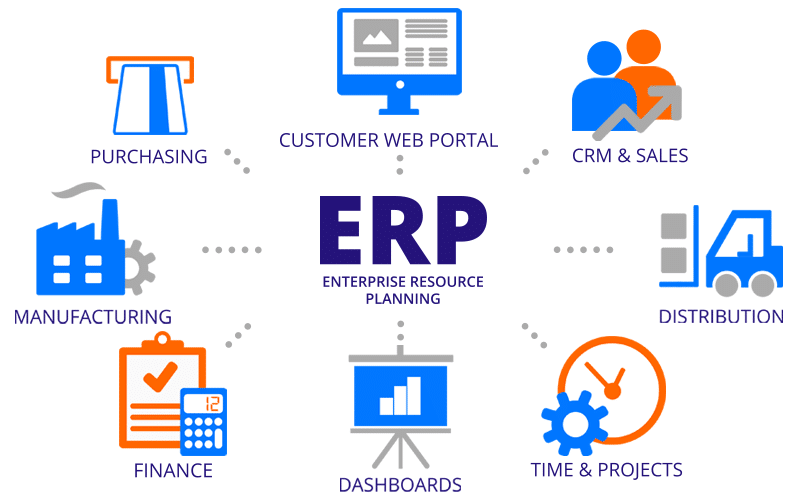 CUSTOMER WEB PORTAL
PURCHASING
CRM & SALES
ERP
ENTERPRISE RESOURCE
PLANNING
MANUFACTURING
DISTRIBUTION
12
FINANCE
DASHBOARDS
TIME & PROJECTS